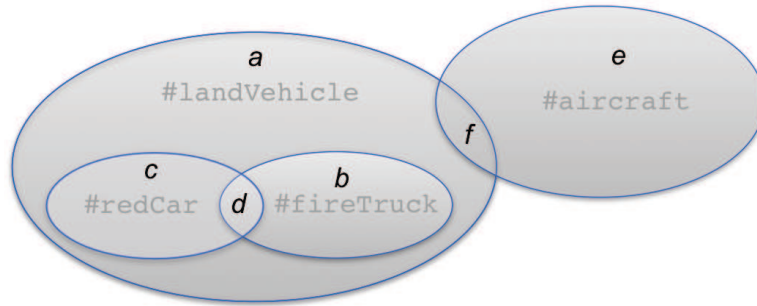 a
#landVehicle
e
#aircraft
f
c
#redCar
d
b
#fireTruck